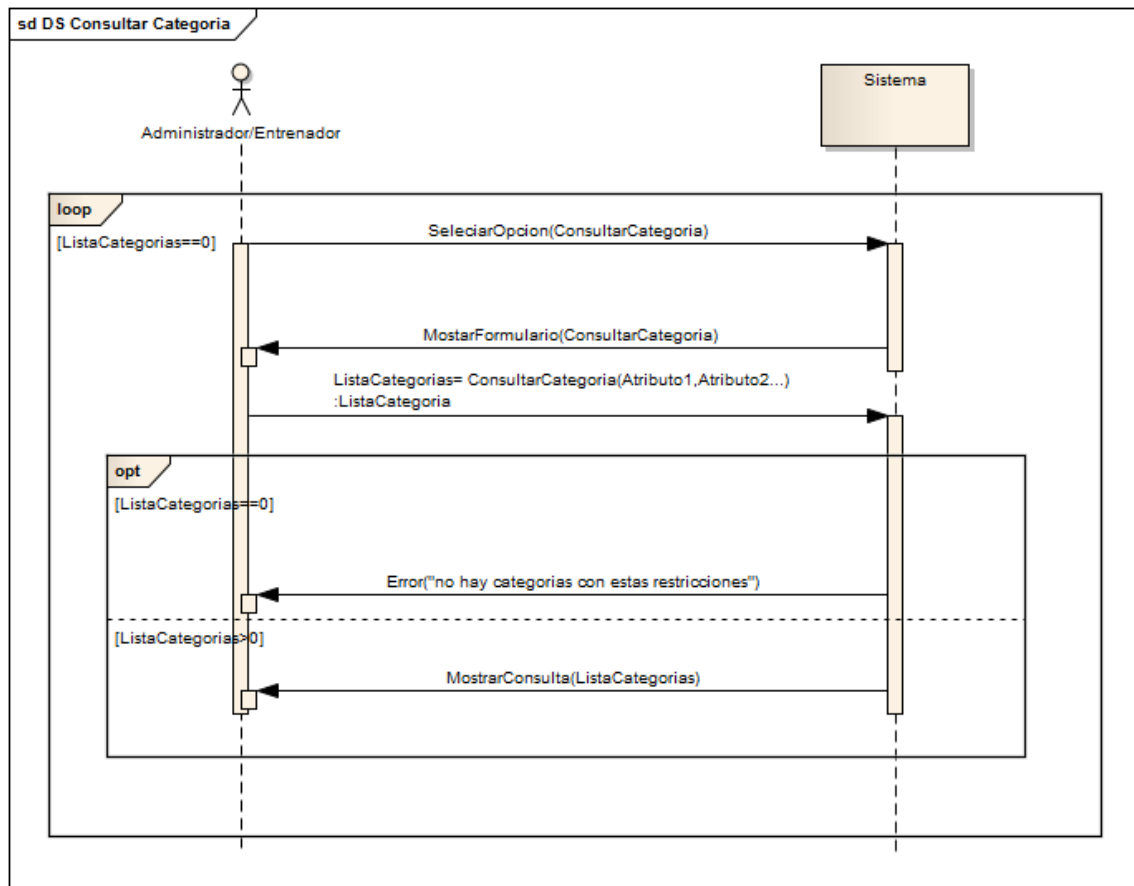 sd DS Consultar Categoria
Administrador/Entrenador
Sistema
loop
[ListaCategorias==0]
SeleciarOpcion(ConsultarCategoria)
MostarFormulario(ConsultarCategoria)
ListaCategorias= ConsultarCategoria(Atributo1,Atributo2...)
:ListaCategoria
opt
[ListaCategorias==0]
Error("no hay categorias con estas restricciones")
[ListaCategorias>0]
MostrarConsulta(ListaCategorias)